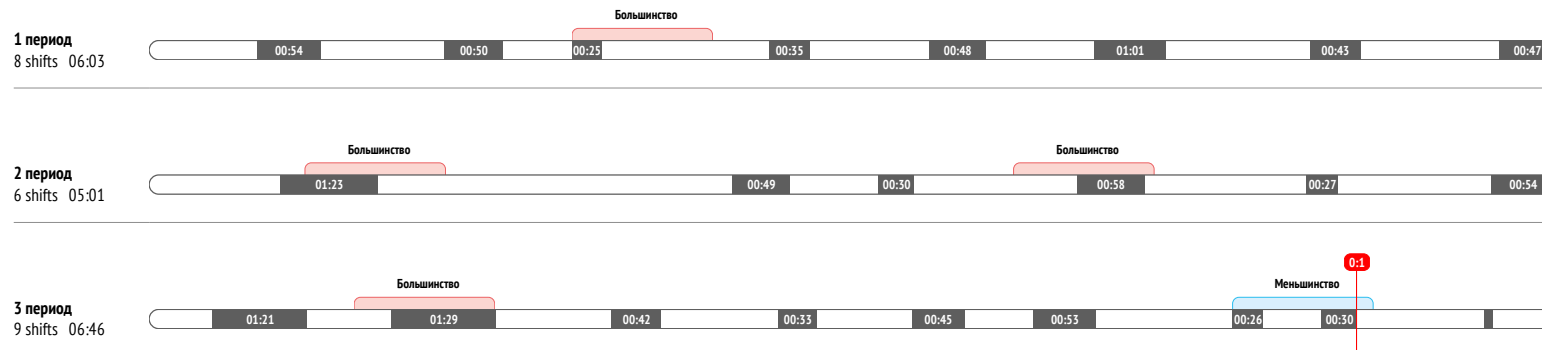 Большинство
1 период
8 shifts 06:03
00:54 00:50 00:25 00:35 00:48 01:01 00:43 00:47
Большинство Большинство
2 период
6 shifts 05:01
01:23 00:49 00:30 00:58 00:27 00:54
0:1
Большинство Меньшинство
3 период
9 shifts 06:46
01:21 01:29 00:42 00:33 00:45 00:53 00:26 00:30